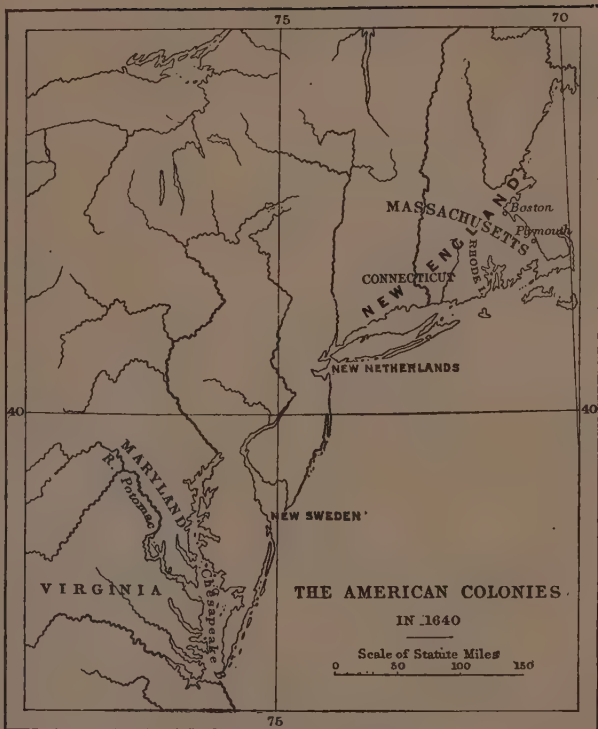 75 70
Boston
MASSACHUSETTS
Plymouth
NEW ENGLAND
RHODE I.
CONNECTICUT
NEW NETHERLANDS
40 40
MARYLAND
R. Potomac
NEW SWEDEN
VIRGINIA
Chesapeake
THE AMERICAN COLONIES
IN 1640
Scale of Statute Miles
0 50 100 150
75